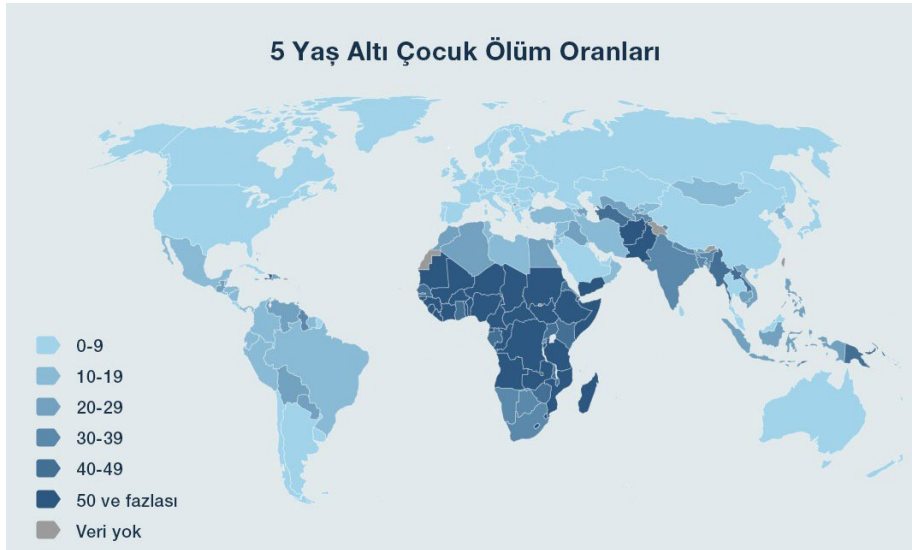 5 Yaş Altı Çocuk Ölüm Oranları
0-9
10-19
20-29
30-39
40-49
50 ve fazlası
Veri yok